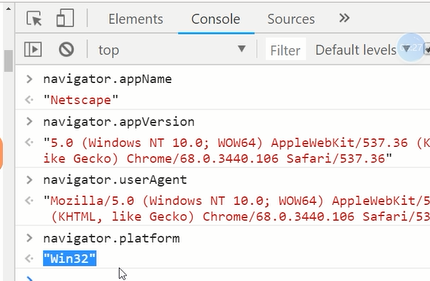 Elements Console Sources
top Filter Default levels
navigator.appName
"Netscape"
navigator.appVersion
"5.0 (Windows NT 10.0; WOW64) AppleWebKit/537.36 (K
ike Gecko) Chrome/68.0.3440.106 Safari/537.36"
navigator.userAgent
"Mozilla/5.0 (Windows NT 10.0; WOW64) AppleWebKit/5
(KHTML, like Gecko) Chrome/68.0.3440.106 Safari/53
navigator.platform
"Win32"